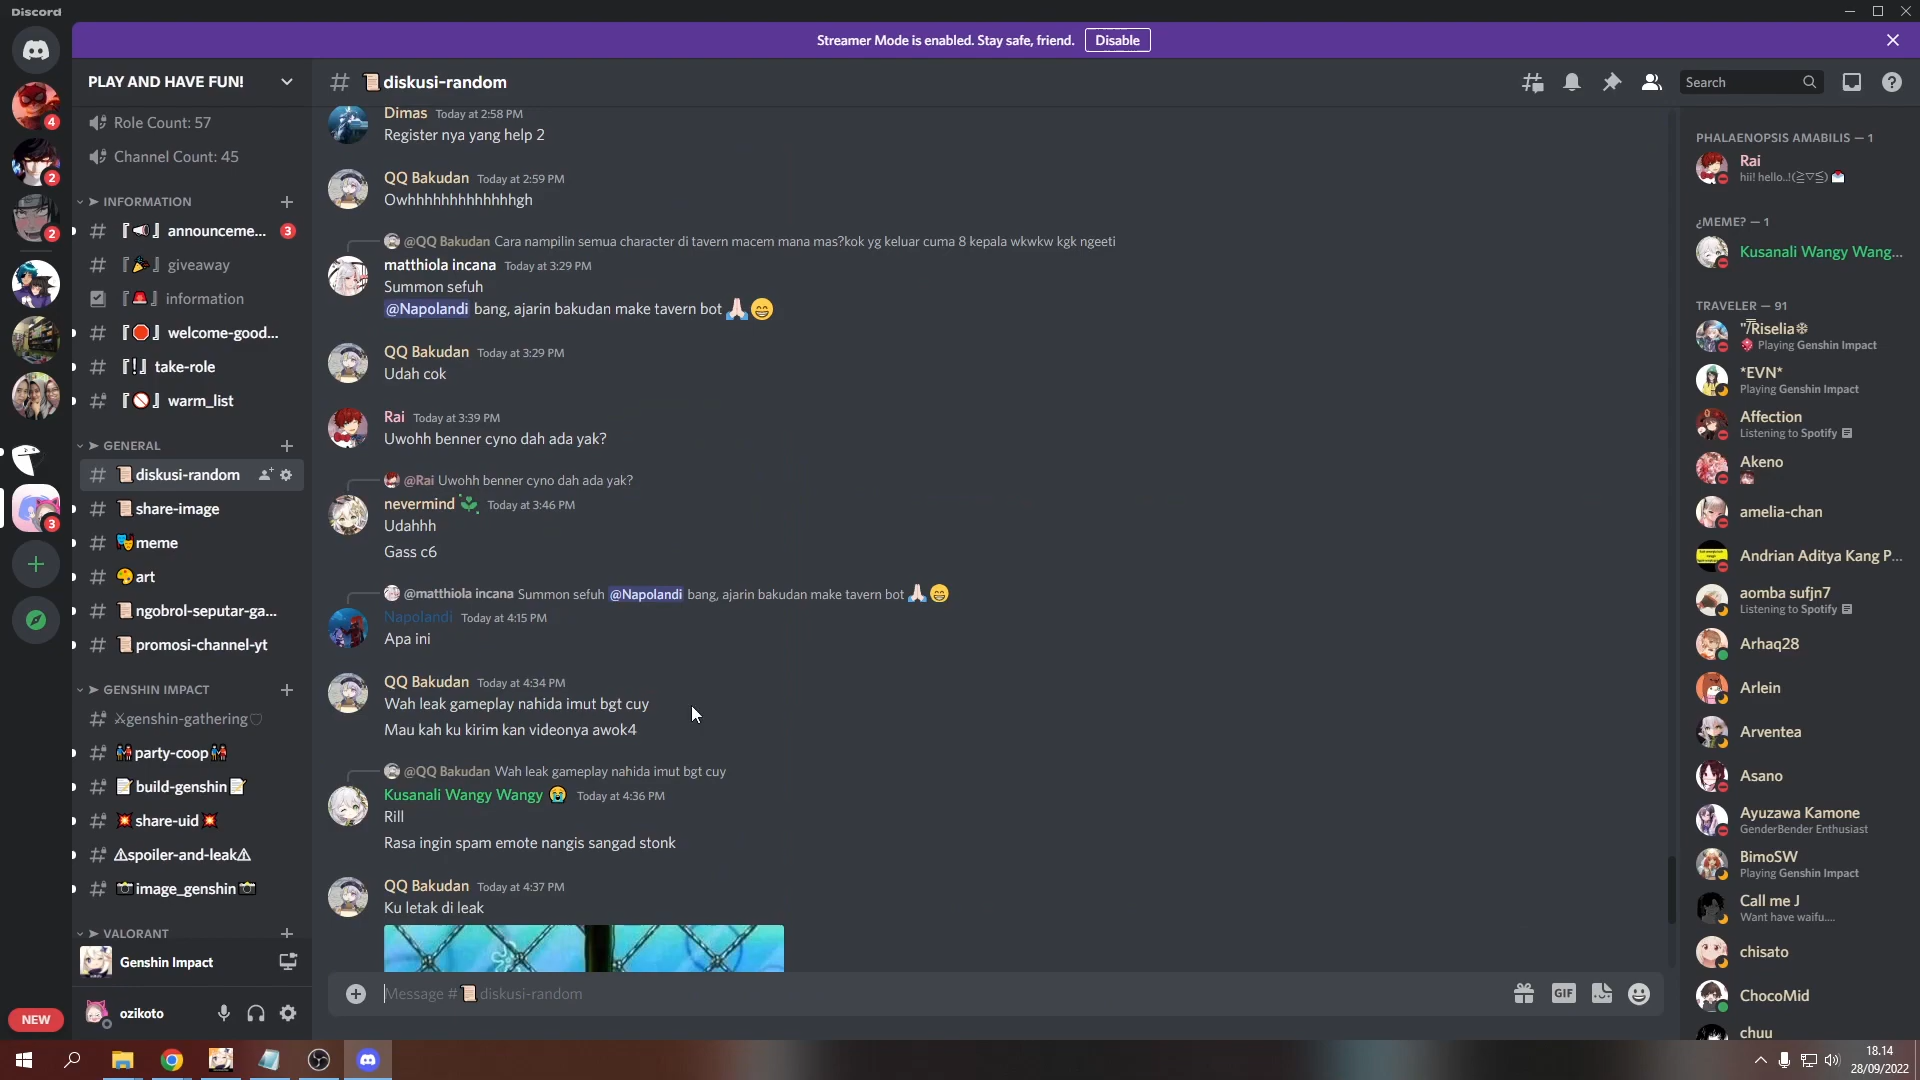 Discord
Streamer Mode is enabled. Stay safe, friend. Disable
PLAY AND HAVE FUN!
Role Count: 57
Channel Count: 45
➤ INFORMATION
『📢』 announceme... 3
『🎉』 giveaway
『🚨』 information
『🛑』 welcome-good...
『!』 take-role
『🚫』 warm_list
➤ GENERAL
📜diskusi-random
📜share-image
🎭meme
🎨art
📜ngobrol-seputar-ga...
📜promosi-channel-yt
➤ GENSHIN IMPACT
⚔genshin-gathering🛡
👫party-coop👫
📝build-genshin📝
💥share-uid💥
⚠spoiler-and-leak⚠
📷image_genshin📷
➤ VALORANT
Genshin Impact
ozikoto
4
2
2
3
NEW
# 📜diskusi-random
Search
Dimas Today at 2:58 PM
Register nya yang help 2
QQ Bakudan Today at 2:59 PM
Owhhhhhhhhhhhhgh
@QQ Bakudan Cara nampilin semua character di tavern macem mana mas?kok yg keluar cuma 8 kepala wkwkw kgk ngeeti
matthiola incana Today at 3:29 PM
Summon sefuh
@Napolandi bang, ajarin bakudan make tavern bot 🙏🏻😁
QQ Bakudan Today at 3:29 PM
Udah cok
Rai Today at 3:39 PM
Uwohh benner cyno dah ada yak?
@Rai Uwohh benner cyno dah ada yak?
nevermind Today at 3:46 PM
Udahhh
Gass c6
@matthiola incana Summon sefuh @Napolandi bang, ajarin bakudan make tavern bot 🙏🏻😁
Napolandi Today at 4:15 PM
Apa ini
QQ Bakudan Today at 4:34 PM
Wah leak gameplay nahida imut bgt cuy
Mau kah ku kirim kan videonya awok4
@QQ Bakudan Wah leak gameplay nahida imut bgt cuy
Kusanali Wangy Wangy 😭 Today at 4:36 PM
Rill
Rasa ingin spam emote nangis sangad stonk
QQ Bakudan Today at 4:37 PM
Ku letak di leak
Message #📜diskusi-random
GIF
PHALAENOPSIS AMABILIS — 1
Rai
hii! hello..!(≧▽≦)
¿MEME? — 1
Kusanali Wangy Wang...
TRAVELER — 91
Riselia❄
Playing Genshin Impact
*EVN*
Playing Genshin Impact
Affection
Listening to Spotify
Akeno
amelia-chan
Andrian Aditya Kang P...
aomba sufjn7
Listening to Spotify
Arhaq28
Arlein
Arventea
Asano
Ayuzawa Kamone
GenderBender Enthusiast
BimoSW
Playing Genshin Impact
Call me J
Want have waifu....
chisato
ChocoMid
chuu
18.14
28/09/2022